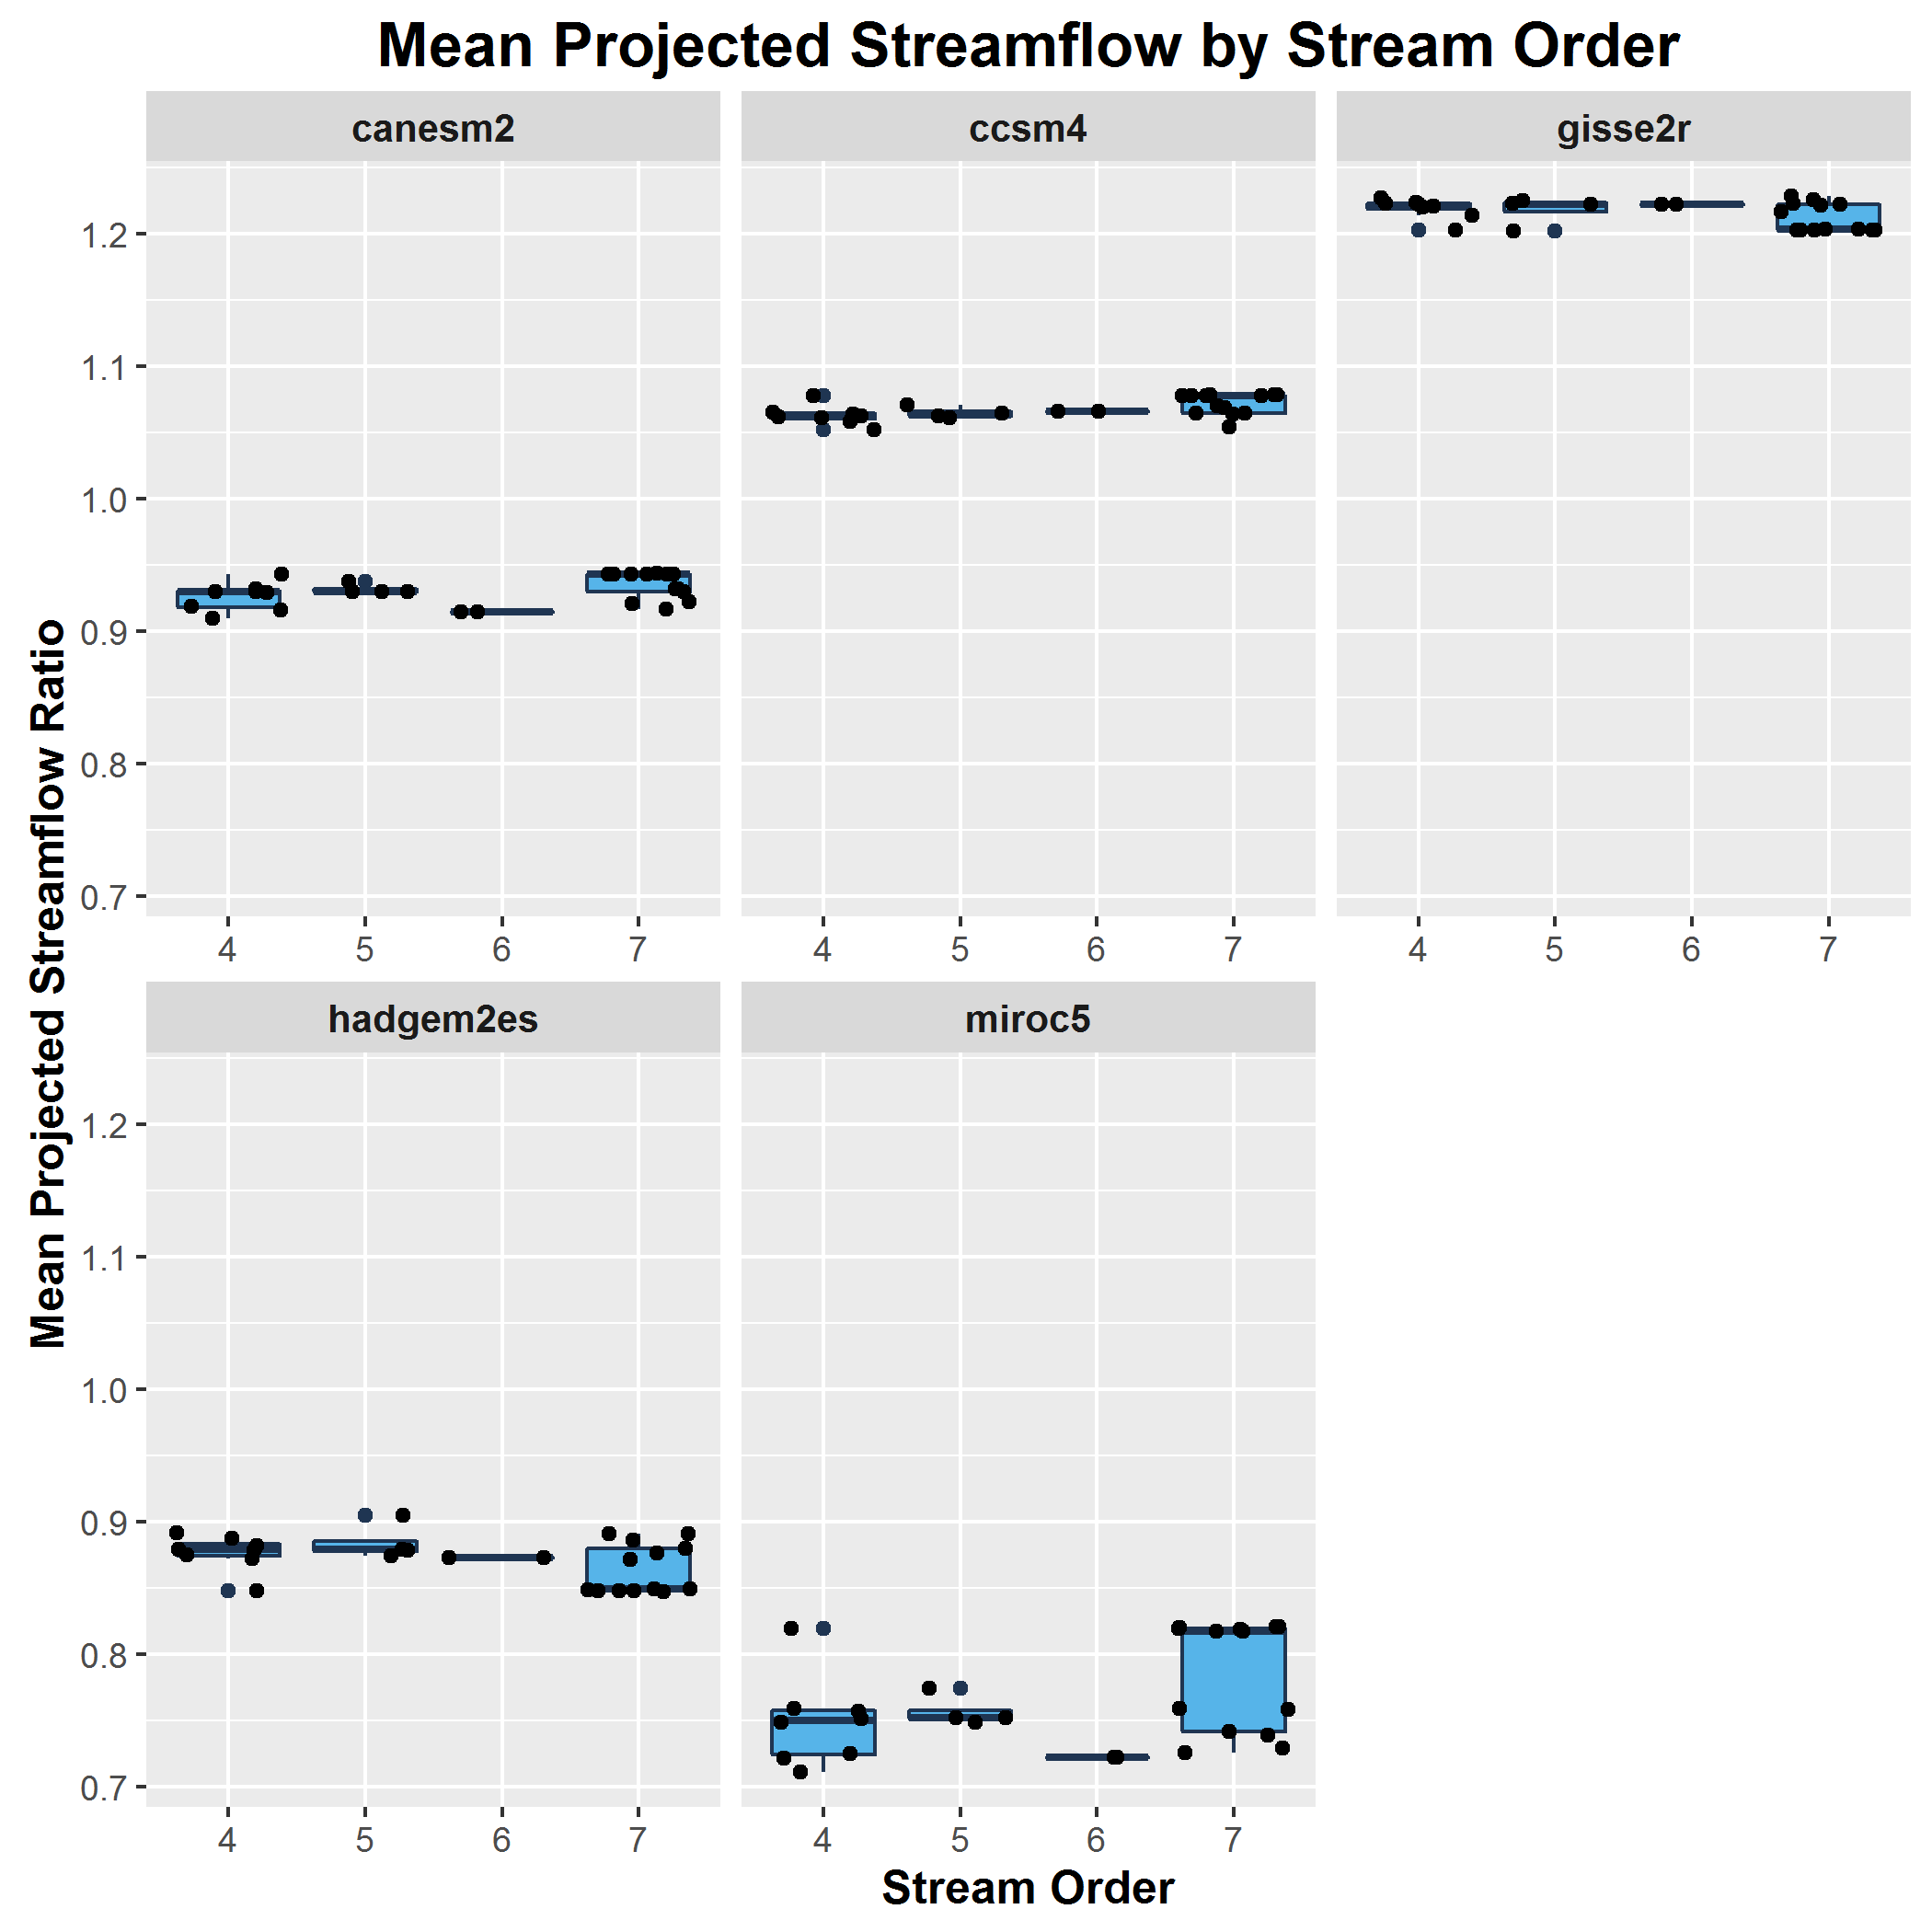 Mean Projected Streamflow by Stream Order
canesm2
ccsm4
gisse2r
Mean Projected Streamflow Ratio
1.2
1.1
1.0
0.9
0.8
0.7
4 5 6 7
4 5 6 7
4 5 6 7
hadgem2es
miroc5
1.2
1.1
1.0
0.9
0.8
0.7
4 5 6 7
4 5 6 7
Stream Order